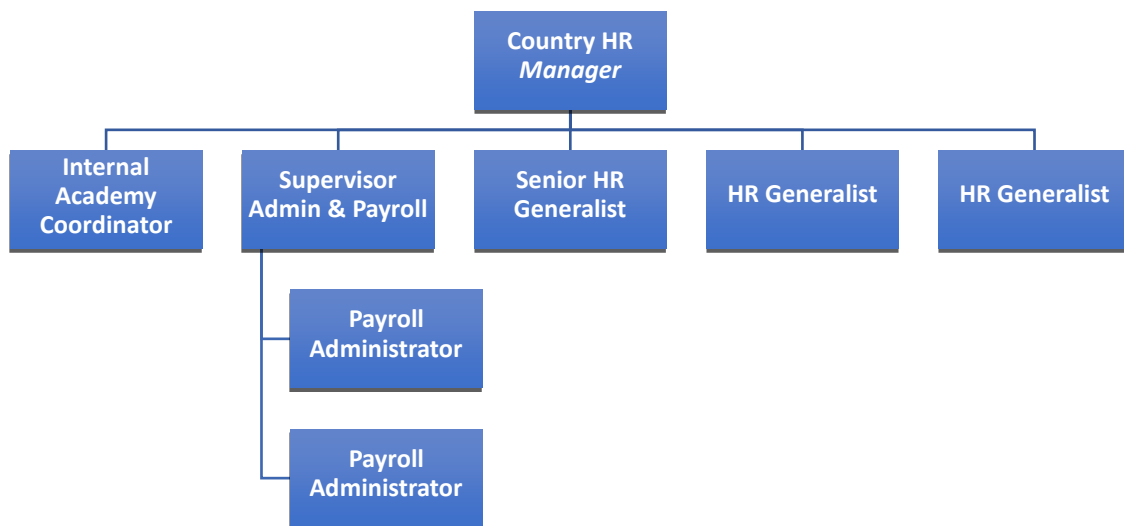 Country HR
Manager
Internal
Academy
Coordinator
Supervisor
Admin & Payroll
Senior HR
Generalist
HR Generalist
HR Generalist
Payroll
Administrator
Payroll
Administrator